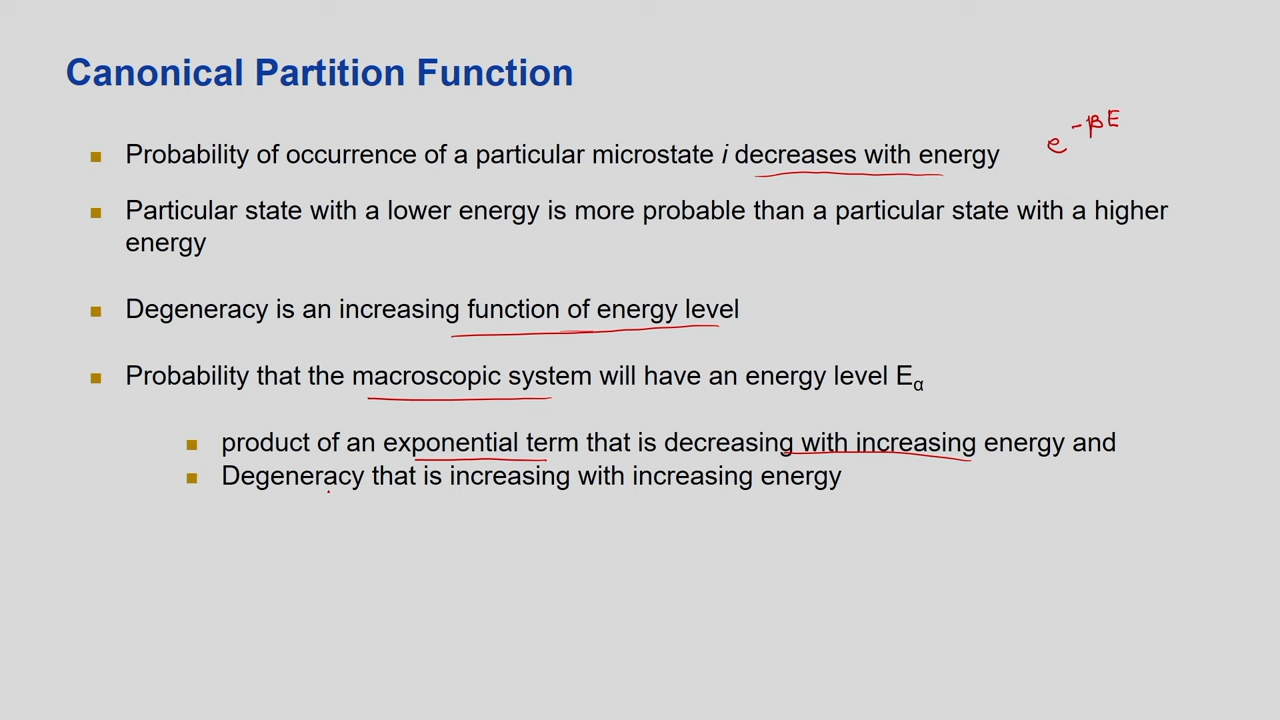 Canonical Partition Function
e^{-βE}
Probability of occurrence of a particular microstate i decreases with energy
Particular state with a lower energy is more probable than a particular state with a higher
energy
Degeneracy is an increasing function of energy level
Probability that the macroscopic system will have an energy level Eα
product of an exponential term that is decreasing with increasing energy and
Degeneracy that is increasing with increasing energy